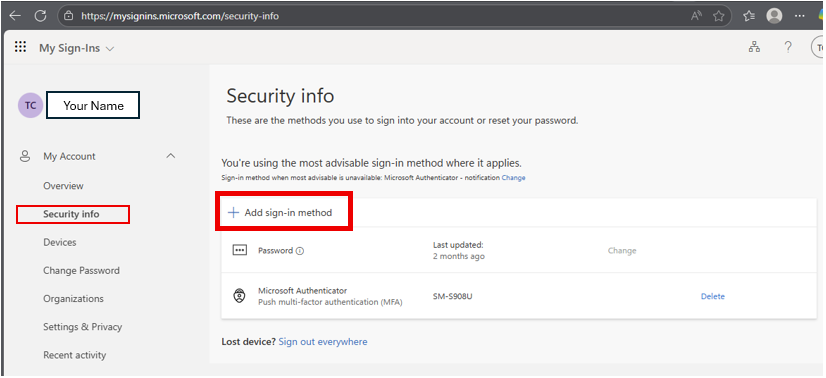 https://mysignins.microsoft.com/security-info
My Sign-Ins
?
TC
Your Name
Security info
These are the methods you use to sign into your account or reset your password.
My Account
Overview
Security info
Devices
Change Password
Organizations
Settings & Privacy
Recent activity
You're using the most advisable sign-in method where it applies.
Sign-in method when most advisable is unavailable: Microsoft Authenticator - notification Change
+ Add sign-in method
Password
Last updated:
2 months ago
Change
Microsoft Authenticator
Push multi-factor authentication (MFA)
SM-S908U
Delete
Lost device? Sign out everywhere